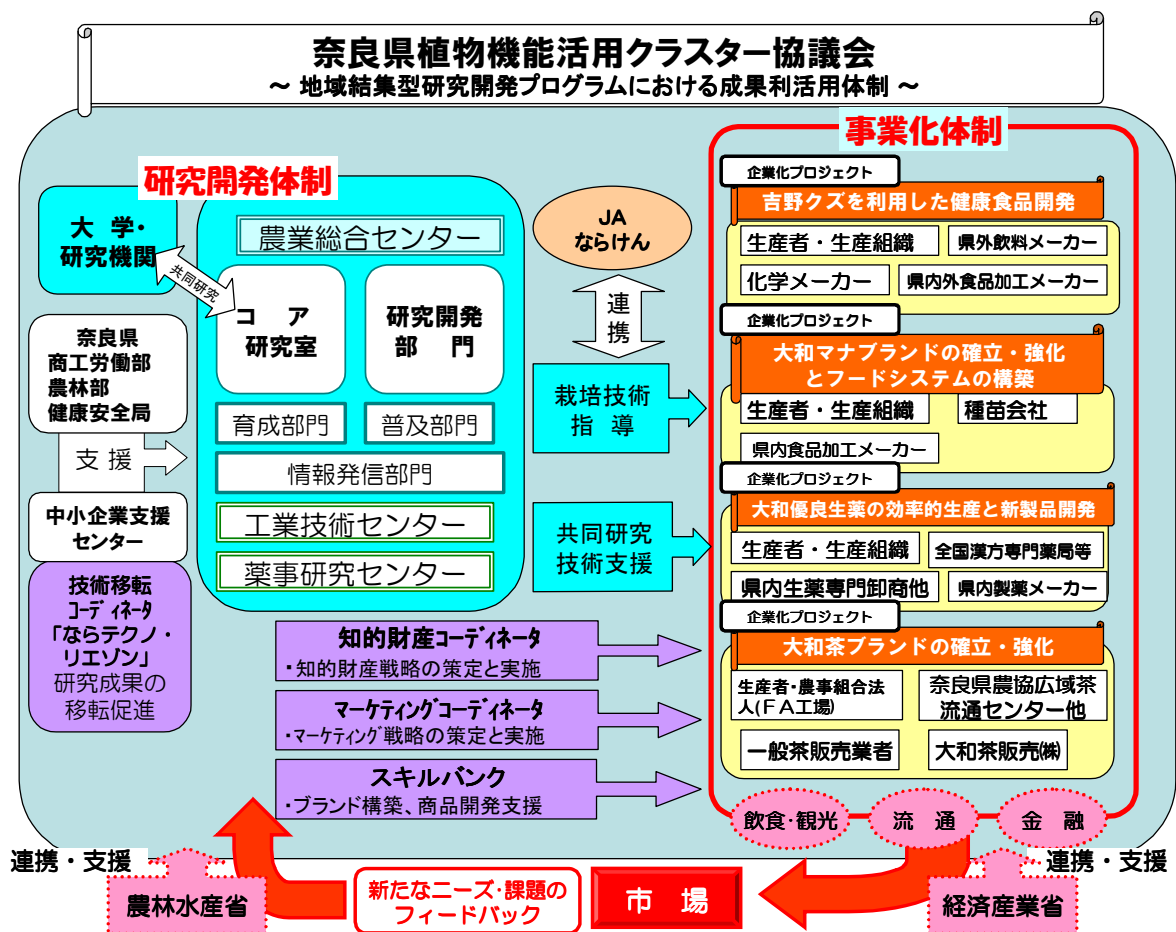 奈良県植物機能活用クラスター協議会
～ 地域結集型研究開発プログラムにおける成果利活用体制 ～
研究開発体制
大 学・
研究機関
共同研究
農業総合センター
コ ア
研究室
研究開発
部 門
育成部門
普及部門
情報発信部門
工業技術センター
薬事研究センター
奈良県
商工労働部
農林部
健康安全局
支 援
中小企業支援
センター
技術移転
コーディネータ
「ならテクノ・
リエゾン」
研究成果の
移転促進
JA
ならけん
連
携
栽培技術
指 導
共同研究
技術支援
知的財産コーディネータ
・知的財産戦略の策定と実施
マーケティングコーディネータ
・マーケティング戦略の策定と実施
スキルバンク
・ブランド構築、商品開発支援
事業化体制
企業化プロジェクト
吉野クズを利用した健康食品開発
生産者・生産組織
県外飲料メーカー
化学メーカー
県内外食品加工メーカー
企業化プロジェクト
大和マナブランドの確立・強化
とフードシステムの構築
生産者・生産組織
種苗会社
県内食品加工メーカー
企業化プロジェクト
大和優良生薬の効率的生産と新製品開発
生産者・生産組織
全国漢方専門薬局等
県内生薬専門卸商他
県内製薬メーカー
企業化プロジェクト
大和茶ブランドの確立・強化
生産者・農事組合法
人(ＦＡ工場)
奈良県農協広域茶
流通センター他
一般茶販売業者
大和茶販売㈱
飲食・観光
流 通
金 融
連携・支援
農林水産省
新たなニーズ・課題の
フィードバック
市 場
経済産業省
連携・支援